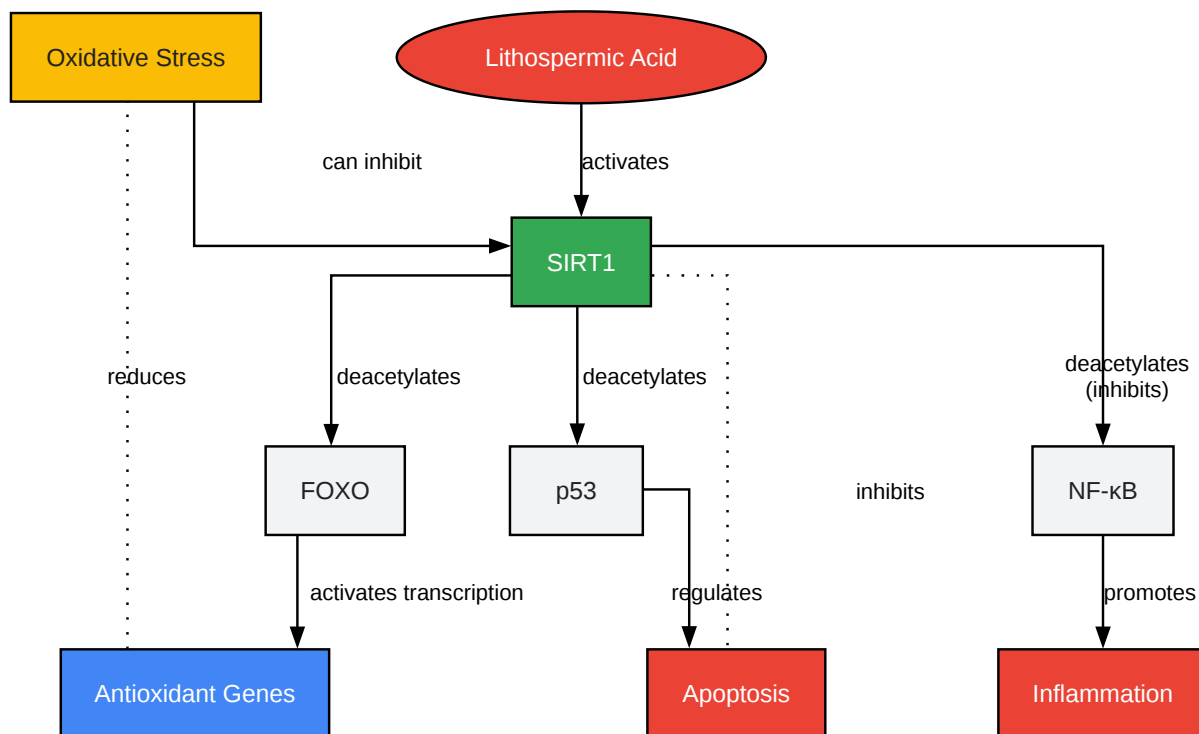 Oxidative Stress
Lithospermic Acid
can inhibit
activates
SIRT1
reduces
deacetylates
deacetylates
deacetylates
(inhibits)
FOXO
p53
inhibits
NF-κB
activates transcription
regulates
promotes
Antioxidant Genes
Apoptosis
Inflammation